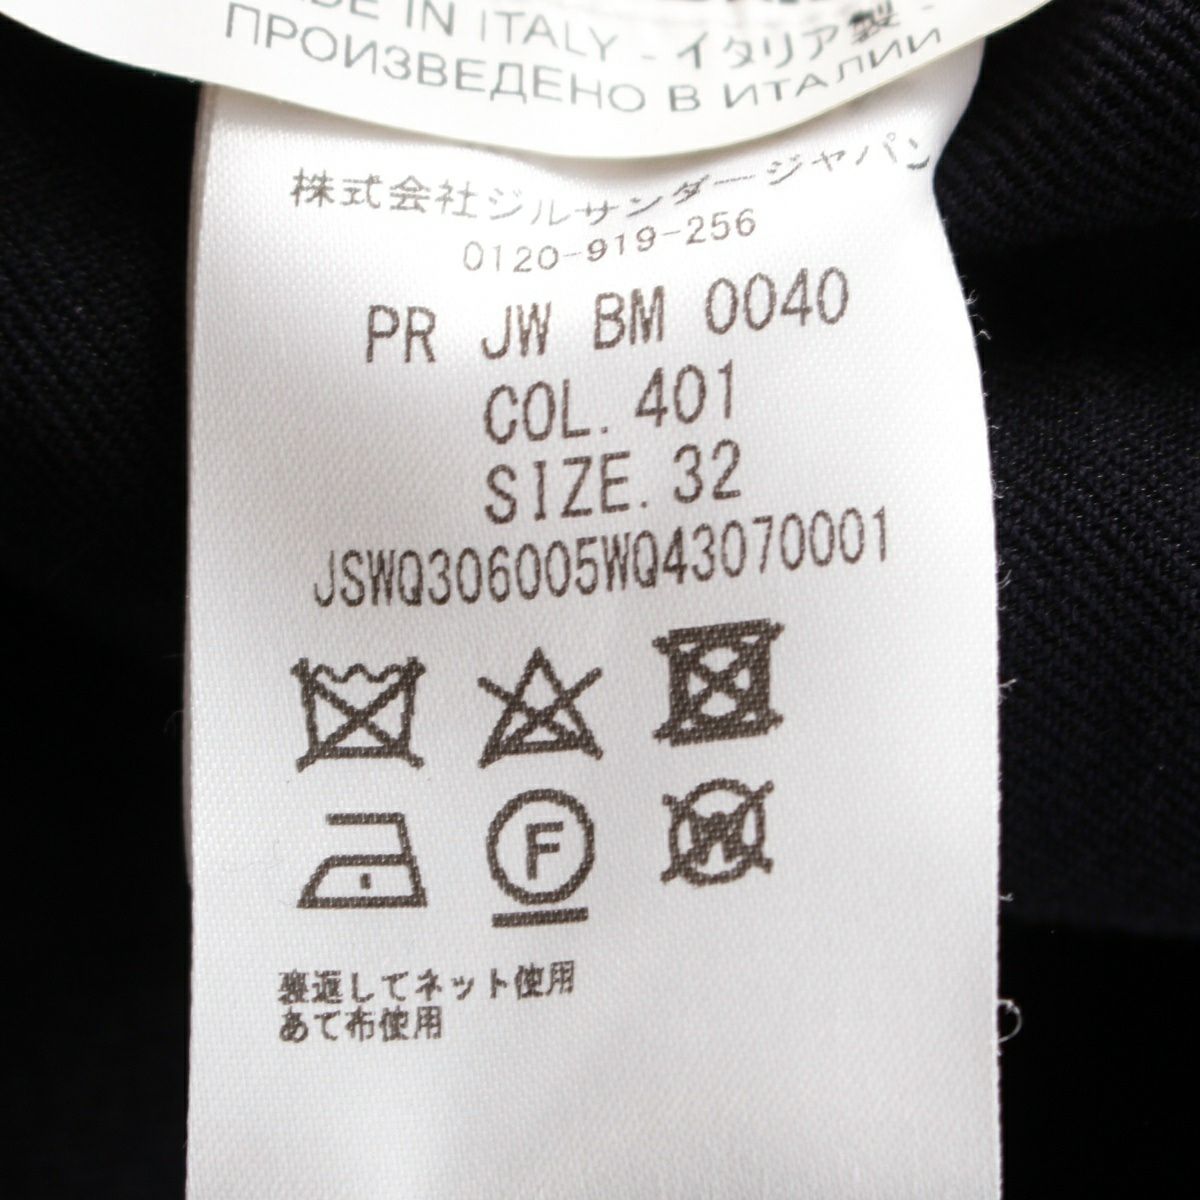 MADE IN ITALY - イタリア製 -
ПРОИЗВЕДЕНО В ИТАЛИИ
株式会社ジルサンダージャパン
0120-919-256
PR JW BM 0040
COL. 401
SIZE. 32
JSWQ306005WQ43070001
F
W
裏返してネット使用
あて布使用